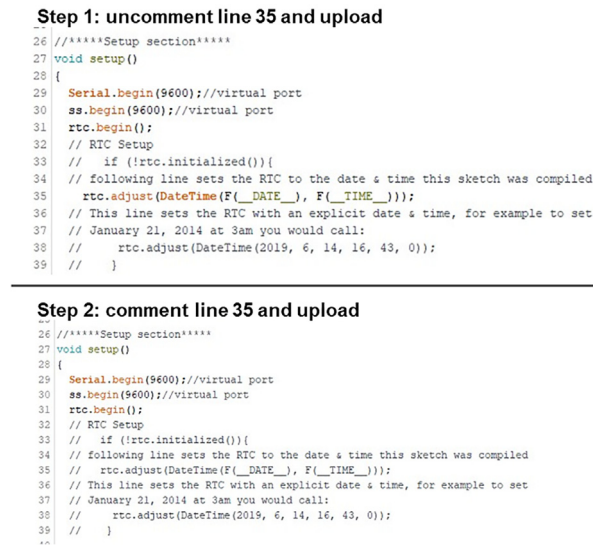 Step 1: uncomment line 35 and upload
26 //*****Setup section*****
27 void setup()
28 {
29 Serial.begin(9600);//virtual port
30 ss.begin(9600);//virtual port
31 rtc.begin();
32 // RTC Setup
33 // if (!rtc.initialized()){
34 // following line sets the RTC to the date & time this sketch was compiled
35 rtc.adjust(DateTime(F(__DATE__), F(__TIME__)));
36 // This line sets the RTC with an explicit date & time, for example to set
37 // January 21, 2014 at 3am you would call:
38 // rtc.adjust(DateTime(2019, 6, 14, 16, 43, 0));
39 // }
Step 2: comment line 35 and upload
26 //*****Setup section*****
27 void setup()
28 {
29 Serial.begin(9600);//virtual port
30 ss.begin(9600);//virtual port
31 rtc.begin();
32 // RTC Setup
33 // if (!rtc.initialized()){
34 // following line sets the RTC to the date & time this sketch was compiled
35 // rtc.adjust(DateTime(F(__DATE__), F(__TIME__)));
36 // This line sets the RTC with an explicit date & time, for example to set
37 // January 21, 2014 at 3am you would call:
38 // rtc.adjust(DateTime(2019, 6, 14, 16, 43, 0));
39 // }